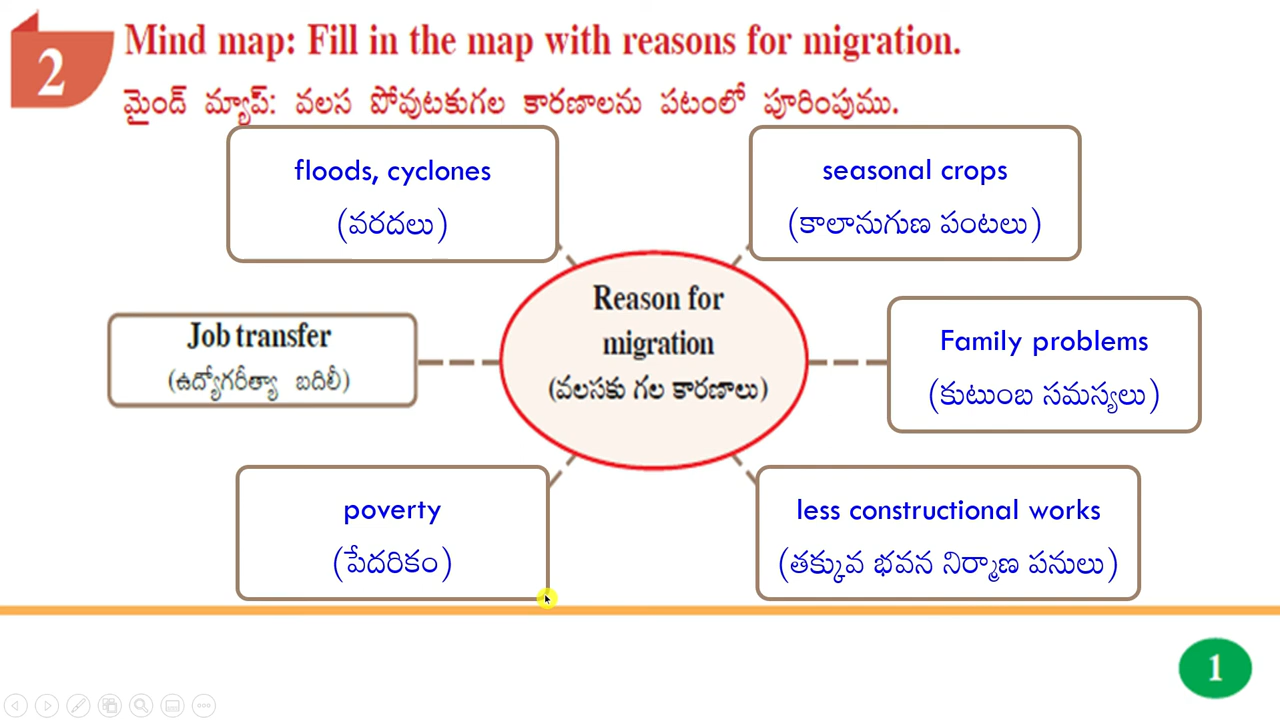 2
Mind map: Fill in the map with reasons for migration.
మైండ్ మ్యాప్: వలస పోవుటకుగల కారణాలను పటంలో పూరింపుము.
floods, cyclones
(వరదలు)
seasonal crops
(కాలానుగుణ పంటలు)
Reason for
migration
(వలసకు గల కారణాలు)
Job transfer
(ఉద్యోగరీత్యా బదిలీ)
Family problems
(కుటుంబ సమస్యలు)
poverty
(పేదరికం)
less constructional works
(తక్కువ భవన నిర్మాణ పనులు)
1